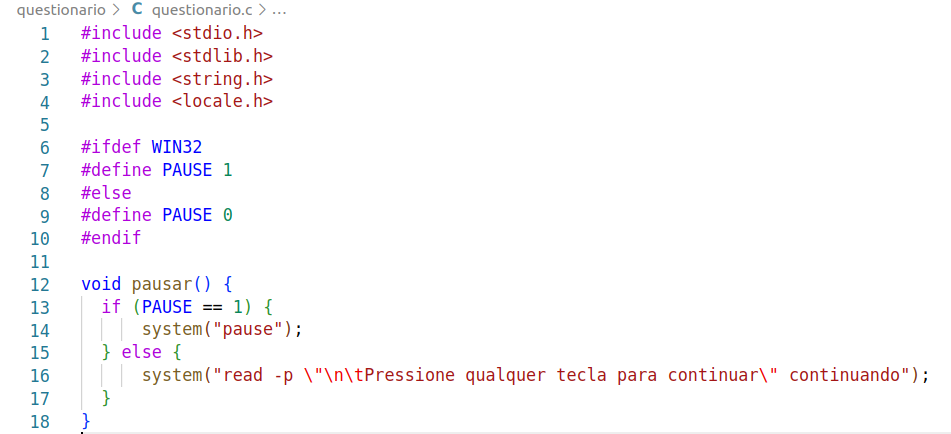 questionario > C questionario.c > ...
1 #include <stdio.h>
2 #include <stdlib.h>
3 #include <string.h>
4 #include <locale.h>
5
6 #ifdef WIN32
7 #define PAUSE 1
8 #else
9 #define PAUSE 0
10 #endif
11
12 void pausar() {
13   if (PAUSE == 1) {
14       system("pause");
15   } else {
16       system("read -p \"\n\tPressione qualquer tecla para continuar\" continuando");
17   }
18 }